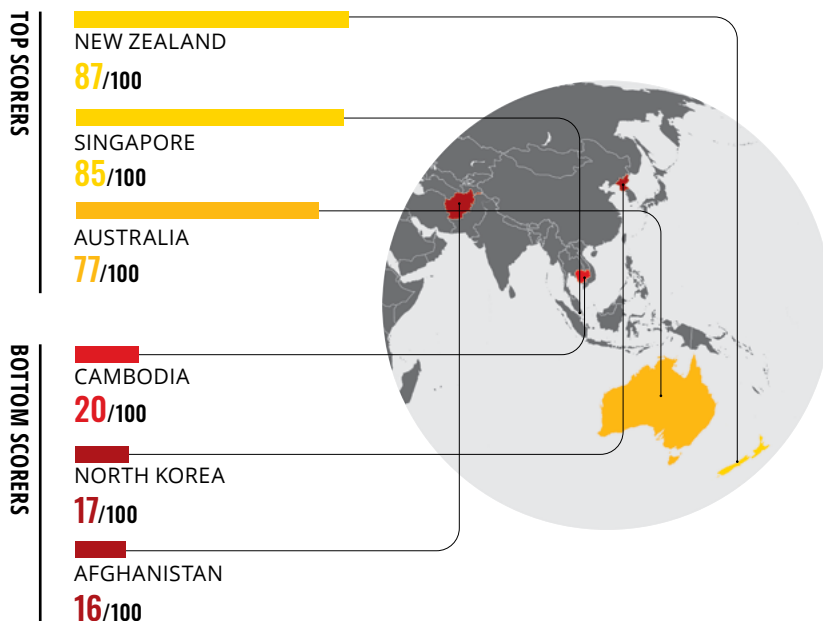 TOP SCORERS
NEW ZEALAND
87/100
SINGAPORE
85/100
AUSTRALIA
77/100
BOTTOM SCORERS
CAMBODIA
20/100
NORTH KOREA
17/100
AFGHANISTAN
16/100